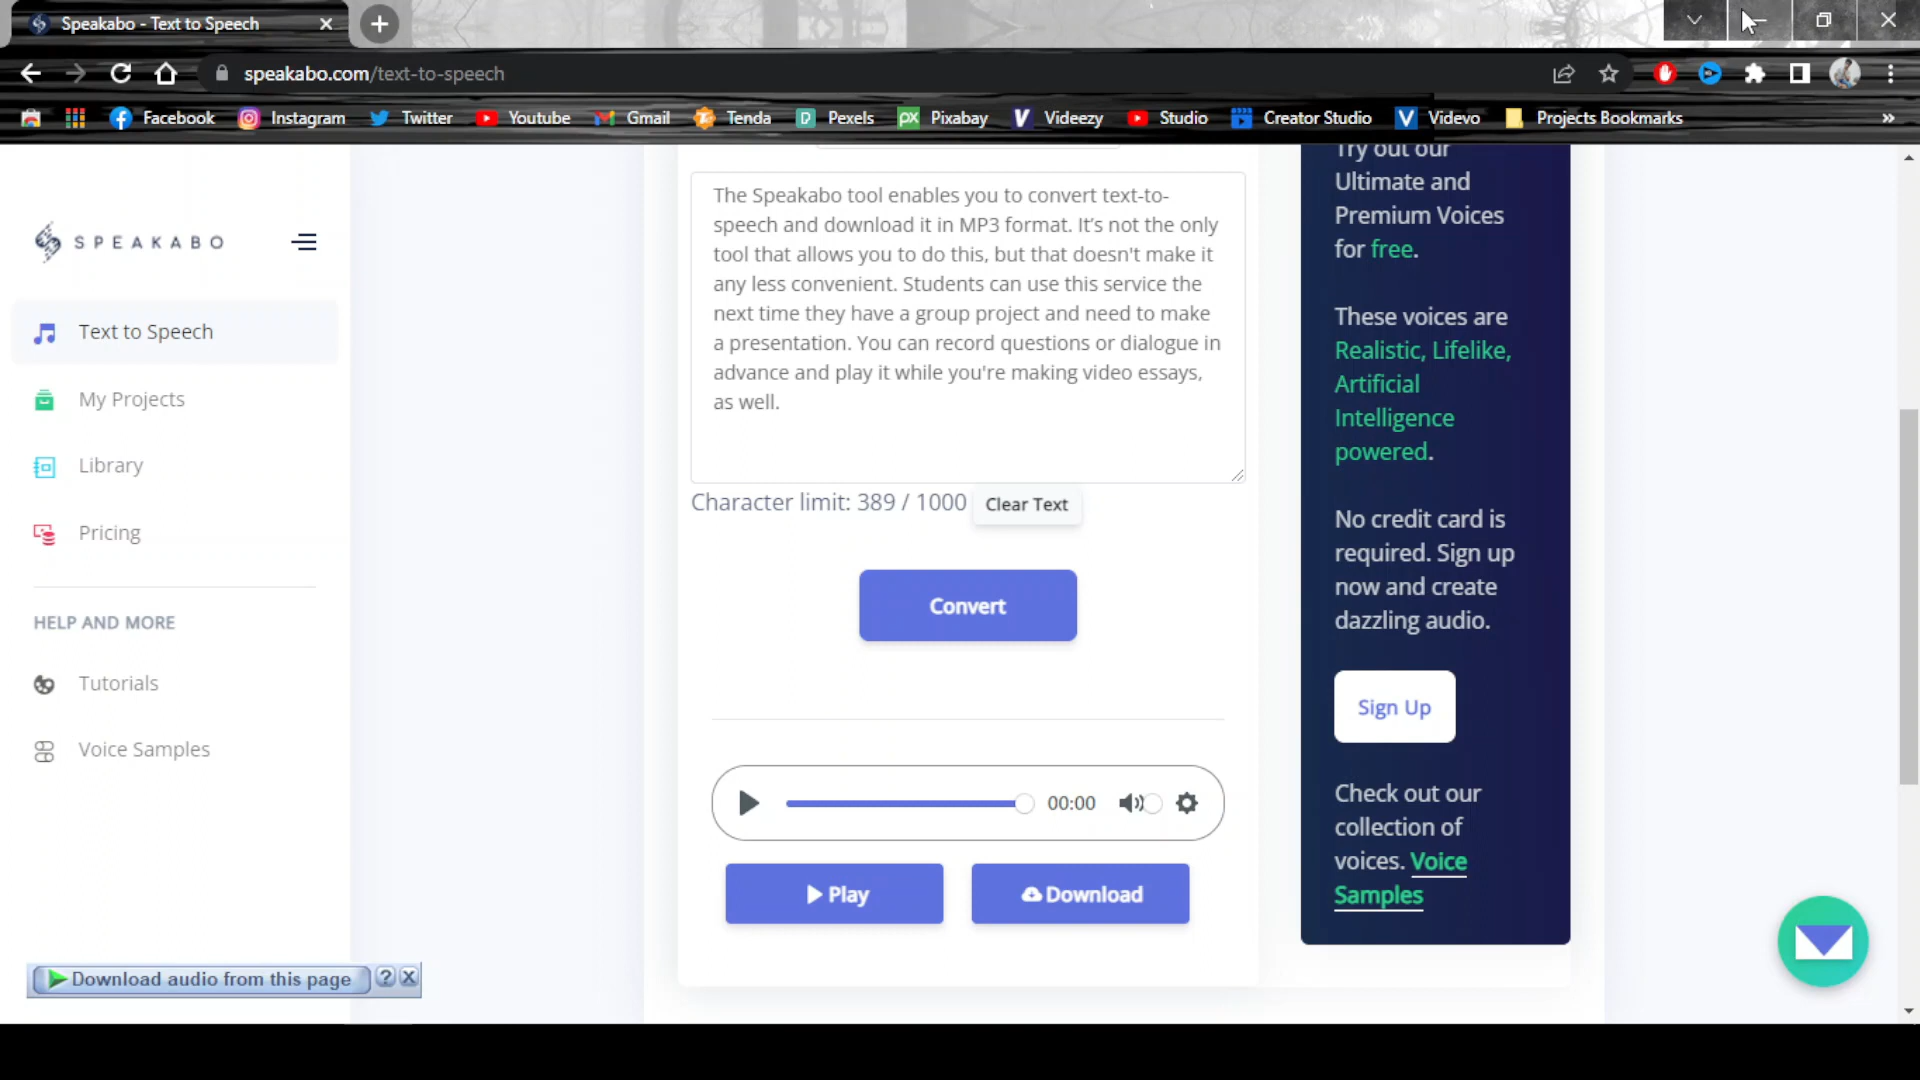 Speakabo - Text to Speech
speakabo.com/text-to-speech
Facebook
Instagram
Twitter
Youtube
Gmail
Tenda
Pexels
Pixabay
Videezy
Studio
Creator Studio
Videvo
Projects Bookmarks
SPEAKABO
Text to Speech
My Projects
Library
Pricing
HELP AND MORE
Tutorials
Voice Samples
Download audio from this page
The Speakabo tool enables you to convert text-to-
speech and download it in MP3 format. It's not the only
tool that allows you to do this, but that doesn't make it
any less convenient. Students can use this service the
next time they have a group project and need to make
a presentation. You can record questions or dialogue in
advance and play it while you're making video essays,
as well.
Character limit: 389 / 1000
Clear Text
Convert
00:00
Play
Download
Try out our
Ultimate and
Premium Voices
for free.
These voices are
Realistic, Lifelike,
Artificial
Intelligence
powered.
No credit card is
required. Sign up
now and create
dazzling audio.
Sign Up
Check out our
collection of
voices. Voice
Samples